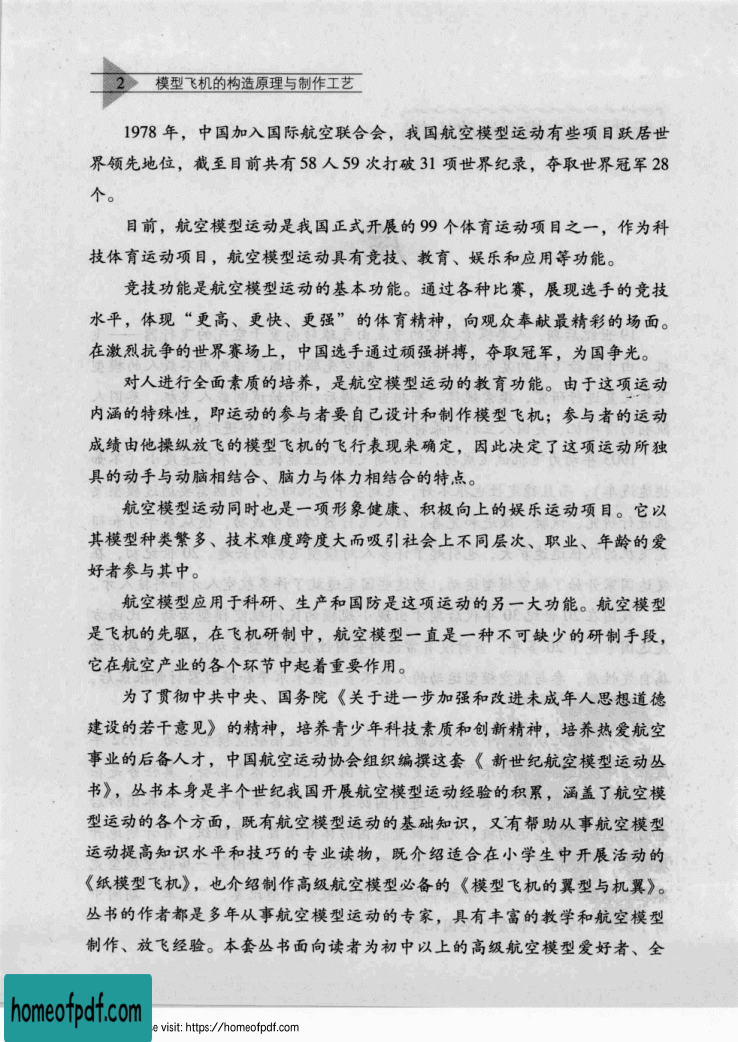 2 模型飞机的构造原理与制作工艺
1978 年，中国加入国际航空联合会，我国航空模型运动有些项目跃居世
界领先地位，截至目前共有 58 人 59 次打破 31 项世界纪录，夺取世界冠军 28
个。
目前，航空模型运动是我国正式开展的 99 个体育运动项目之一，作为科
技体育运动项目，航空模型运动具有竞技、教育、娱乐和应用等功能。
竞技功能是航空模型运动的基本功能。通过各种比赛，展现选手的竞技
水平，体现“更高、更快、更强”的体育精神，向观众奉献最精彩的场面。
在激烈抗争的世界赛场上，中国选手通过顽强拼搏，夺取冠军，为国争光。
对人进行全面素质的培养，是航空模型运动的教育功能。由于这项运动
内涵的特殊性，即运动的参与者要自己设计和制作模型飞机；参与者的运动
成绩由他操纵放飞的模型飞机的飞行表现来确定，因此决定了这项运动所独
具的动手与动脑相结合、脑力与体力相结合的特点。
航空模型运动同时也是一项形象健康、积极向上的娱乐运动项目。它以
其模型种类繁多、技术难度跨度大而吸引社会上不同层次、职业、年龄的爱
好者参与其中。
航空模型应用于科研、生产和国防是这项运动的另一大功能。航空模型
是飞机的先驱，在飞机研制中，航空模型一直是一种不可缺少的研制手段，
它在航空产业的各个环节中起着重要作用。
为了贯彻中共中央、国务院《关于进一步加强和改进未成年人思想道德
建设的若干意见》的精神，培养青少年科技素质和创新精神，培养热爱航空
事业的后备人才，中国航空运动协会组织编撰这套《 新世纪航空模型运动丛
书》，丛书本身是半个世纪我国开展航空模型运动经验的积累，涵盖了航空模
型运动的各个方面，既有航空模型运动的基础知识，又有帮助从事航空模型
运动提高知识水平和技巧的专业读物，既介绍适合在小学生中开展活动的
《纸模型飞机》，也介绍制作高级航空模型必备的《模型飞机的翼型与机翼》。
丛书的作者都是多年从事航空模型运动的专家，具有丰富的教学和航空模型
制作、放飞经验。本套丛书面向读者为初中以上的高级航空模型爱好者、全
homeofpdf.com
e visit: https://homeofpdf.com